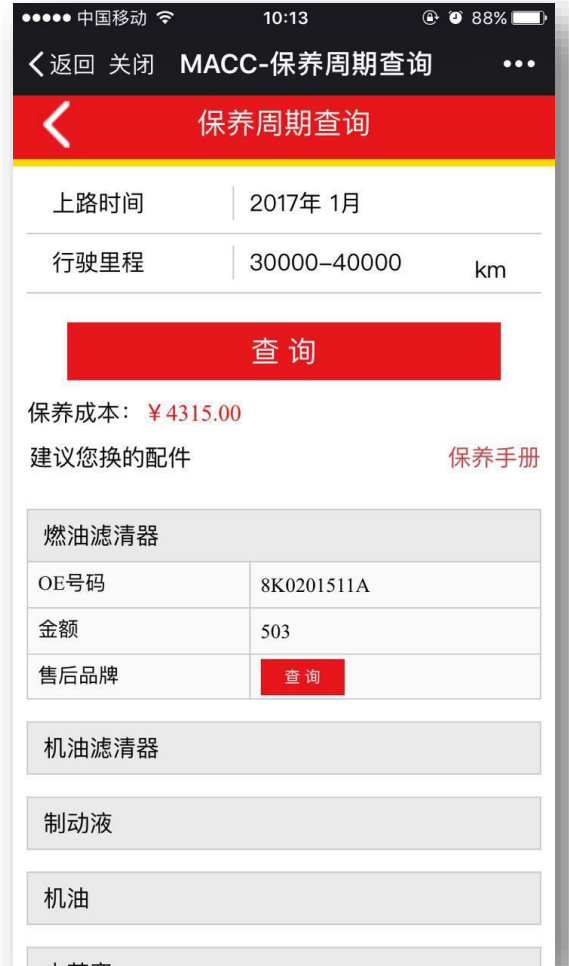 中国移动 10:13 88%
返回 关闭 MACC-保养周期查询
保养周期查询
上路时间 2017年 1月
行驶里程 30000-40000 km
查 询
保养成本：￥4315.00
建议您换的配件 保养手册
燃油滤清器
OE号码 8K0201511A
金额 503
售后品牌 查 询
机油滤清器
制动液
机油